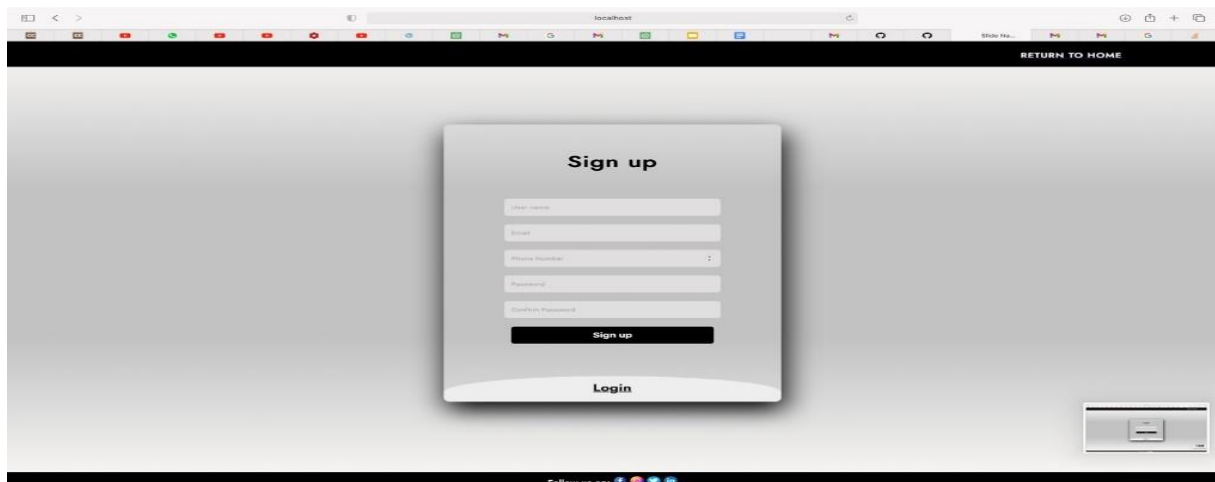 localhost
Slide Na...
RETURN TO HOME
Sign up
User name
Email
Phone Number
Password
Confirm Password
Sign up
Login
Follow us on: